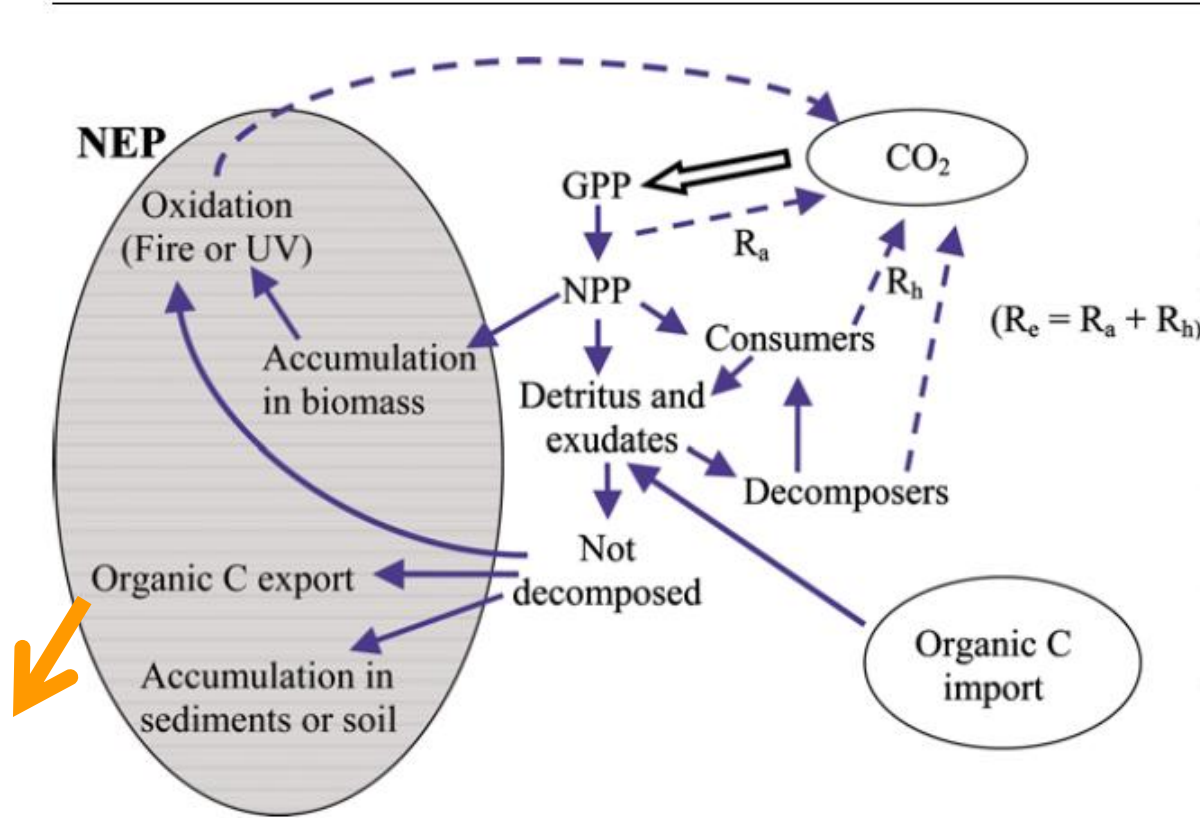 NEP
CO₂
GPP
Oxidation
(Fire or UV)
Rₐ
NPP
Rₕ
(Rₑ = Rₐ + Rₕ)
Consumers
Accumulation
in biomass
Detritus and
exudates
Decomposers
Not
decomposed
Organic C export
Organic C
import
Accumulation in
sediments or soil